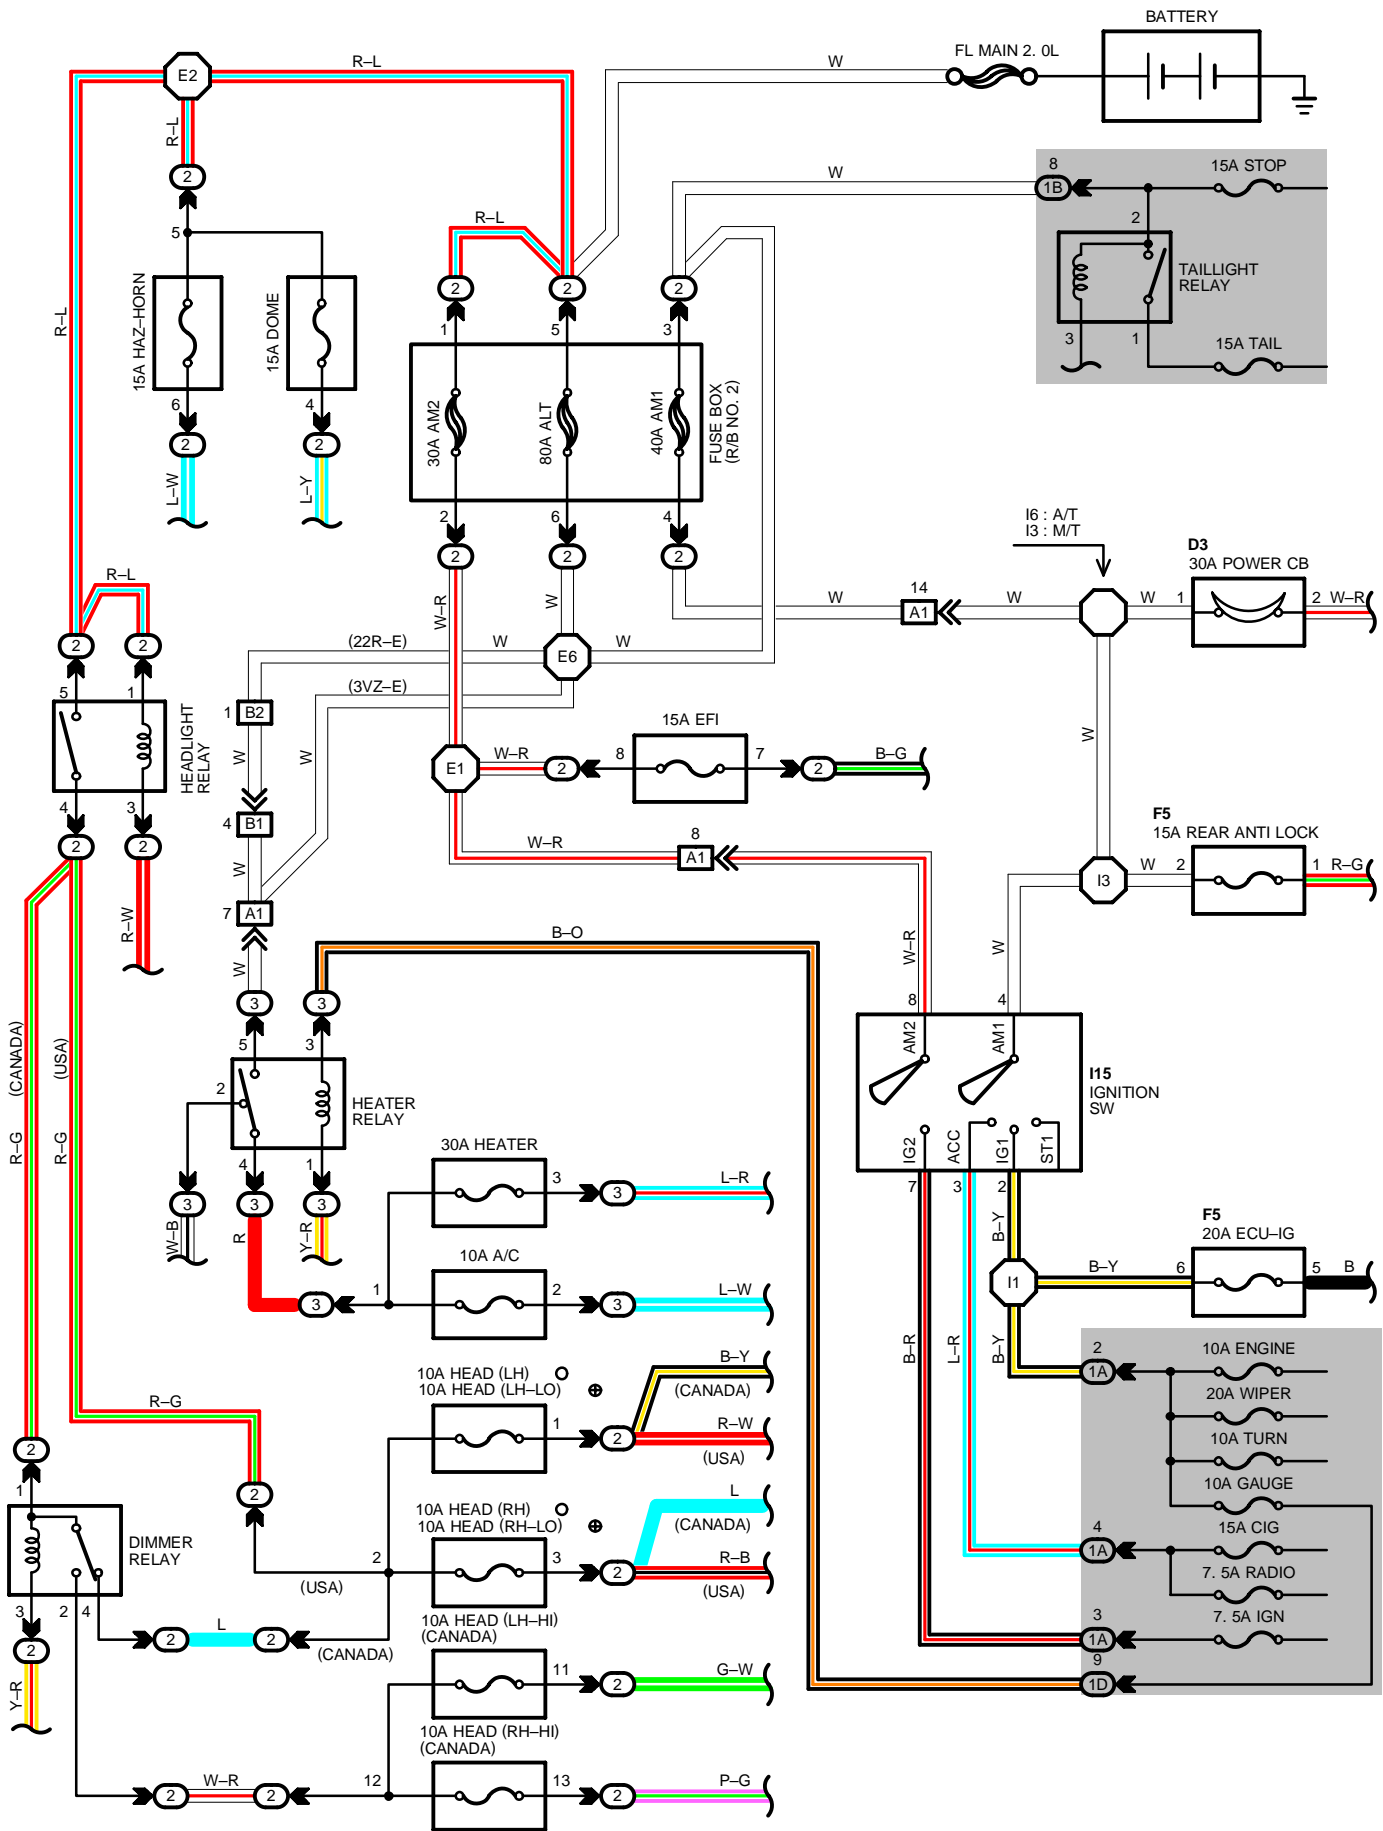 BATTERY
FL MAIN 2. 0L
R–L
W
E2
R–L
2
8
1B
15A STOP
W
2
TAILLIGHT
RELAY
3
1
15A TAIL
5
R–L
2
2
2
1
5
3
R–L
15A HAZ–HORN
15A DOME
30A AM2
80A ALT
40A AM1
FUSE BOX
(R/B NO. 2)
6
4
2
2
L–W
L–Y
2
6
4
2
2
2
I6 : A/T
I3 : M/T
D3
30A POWER CB
R–L
W–R
W
W
14
A1
W
W
1
2
W–R
2
2
(22R–E)
W
E6
W
5
1
(3VZ–E)
HEADLIGHT
RELAY
1
B2
W
W
15A EFI
W
E1
W–R
2
8
7
2
B–G
4
3
2
2
4
B1
W
F5
15A REAR ANTI LOCK
W–R
8
A1
I3
W
2
1
R–G
R–W
7
A1
W
B–O
W–R
W
3
3
8
4
(CANADA)
(USA)
5
3
AM2
AM1
I15
IGNITION
SW
2
HEATER
RELAY
R–G
R–G
4
1
30A HEATER
IG2
ACC
IG1
ST1
3
3
3
3
3
L–R
7
3
2
W–B
R
Y–R
B–Y
F5
20A ECU–IG
10A A/C
3
1
2
3
L–W
I1
B–Y
6
5
B
B–R
L–R
B–Y
10A HEAD (LH)
10A HEAD (LH–LO)
B–Y
(CANADA)
2
1A
10A ENGINE
R–G
1
2
R–W
(USA)
20A WIPER
10A TURN
2
2
10A GAUGE
1
10A HEAD (RH)
10A HEAD (RH–LO)
L
(CANADA)
4
1A
15A CIG
DIMMER
RELAY
2
3
2
R–B
(USA)
(USA)
7. 5A RADIO
3
2
4
L
2
2
(CANADA)
10A HEAD (LH–HI)
(CANADA)
3
1A
7. 5A IGN
2
Y–R
11
2
G–W
9
1D
10A HEAD (RH–HI)
(CANADA)
2
W–R
2
12
13
2
P–G